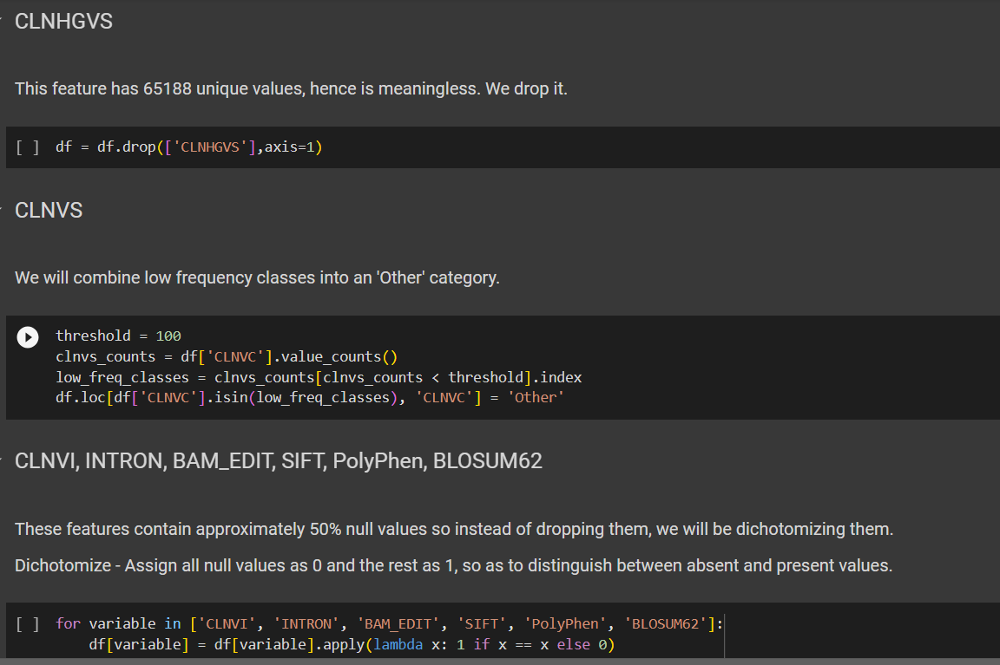 CLNHGVS
This feature has 65188 unique values, hence is meaningless. We drop it.
[ ] df = df.drop(['CLNHGVS'],axis=1)
CLNVS
We will combine low frequency classes into an 'Other' category.
threshold = 100
clnvs_counts = df['CLNVC'].value_counts()
low_freq_classes = clnvs_counts[clnvs_counts < threshold].index
df.loc[df['CLNVC'].isin(low_freq_classes), 'CLNVC'] = 'Other'
CLNVI, INTRON, BAM_EDIT, SIFT, PolyPhen, BLOSUM62
These features contain approximately 50% null values so instead of dropping them, we will be dichotomizing them.
Dichotomize - Assign all null values as 0 and the rest as 1, so as to distinguish between absent and present values.
[ ] for variable in ['CLNVI', 'INTRON', 'BAM_EDIT', 'SIFT', 'PolyPhen', 'BLOSUM62']:
df[variable] = df[variable].apply(lambda x: 1 if x == x else 0)